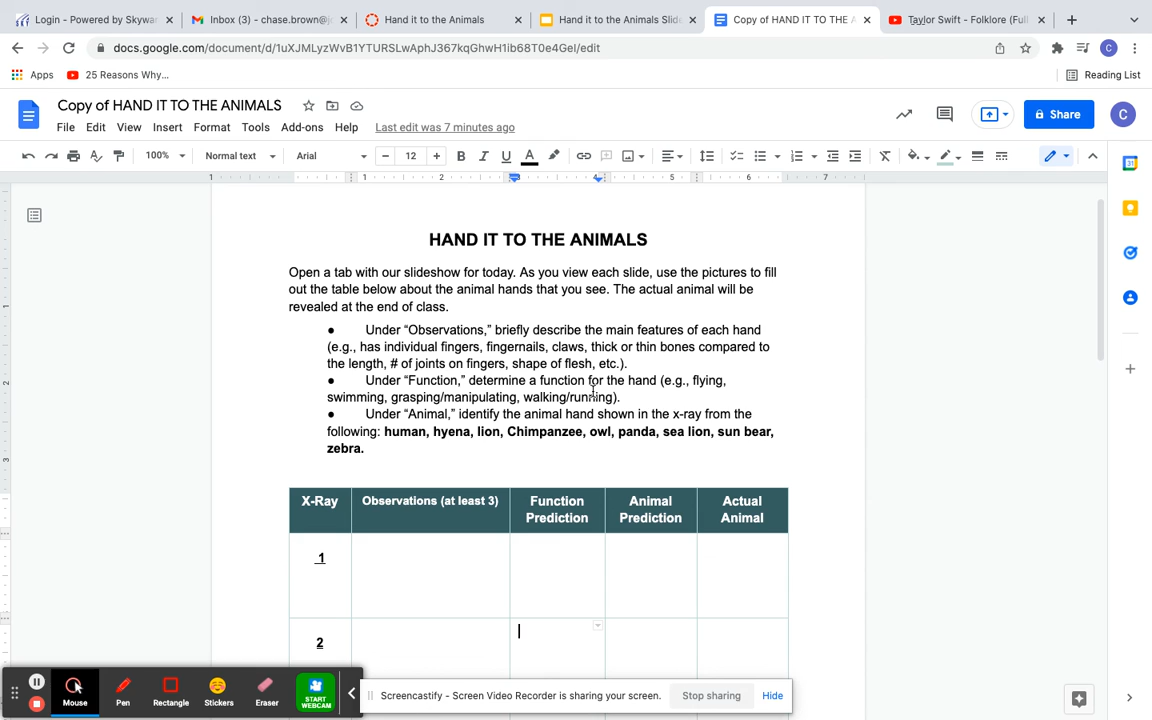 Login - Powered by Skywar
Inbox (3) - chase.brown@j
Hand it to the Animals
Hand it to the Animals Slid
Copy of HAND IT TO THE A
Taylor Swift - Folklore (Full
docs.google.com/document/d/1uXJMLyzWvB1YTURSLwAphJ367kqGhwH1ib68T0e4GeI/edit
C
Apps
25 Reasons Why...
Reading List
Copy of HAND IT TO THE ANIMALS
Share
C
File Edit View Insert Format Tools Add-ons Help Last edit was 7 minutes ago
100% Normal text Arial 12 B I U A
1 1 2 3 4 5 6 7
HAND IT TO THE ANIMALS
Open a tab with our slideshow for today. As you view each slide, use the pictures to fill
out the table below about the animal hands that you see. The actual animal will be
revealed at the end of class.
● Under “Observations,” briefly describe the main features of each hand
(e.g., has individual fingers, fingernails, claws, thick or thin bones compared to
the length, # of joints on fingers, shape of flesh, etc.).
● Under “Function,” determine a function for the hand (e.g., flying,
swimming, grasping/manipulating, walking/running).
● Under “Animal,” identify the animal hand shown in the x-ray from the
following: human, hyena, lion, Chimpanzee, owl, panda, sea lion, sun bear,
zebra.
X-Ray
Observations (at least 3)
Function
Prediction
Animal
Prediction
Actual
Animal
1
2
Mouse Pen Rectangle Stickers Eraser
START
WEBCAM
Screencastify - Screen Video Recorder is sharing your screen. Stop sharing Hide